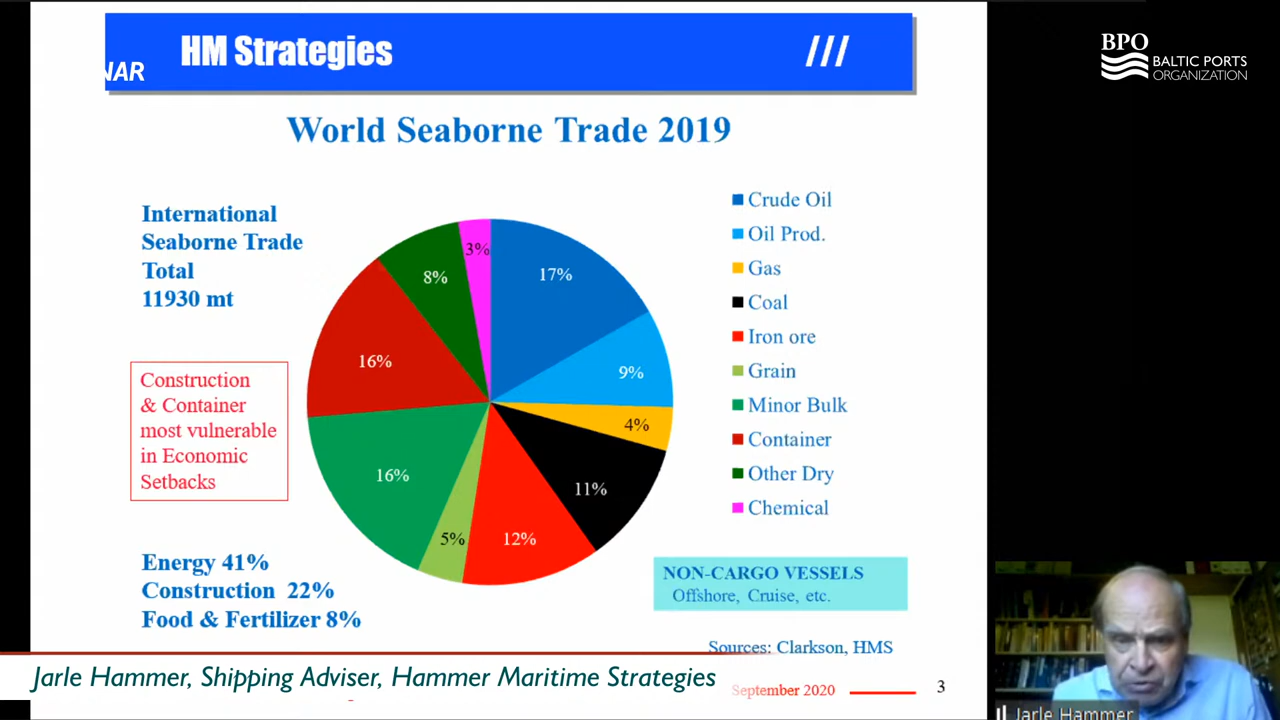 HM Strategies
///
NAR
BPO
BALTIC PORTS
ORGANIZATION
World Seaborne Trade 2019
International
Seaborne Trade
Total
11930 mt
Construction
& Container
most vulnerable
in Economic
Setbacks
Energy 41%
Construction 22%
Food & Fertilizer 8%
3%
17%
8%
9%
16%
4%
16%
11%
5%
12%
Crude Oil
Oil Prod.
Gas
Coal
Iron ore
Grain
Minor Bulk
Container
Other Dry
Chemical
NON-CARGO VESSELS
Offshore, Cruise, etc.
Sources: Clarkson, HMS
Jarle Hammer, Shipping Adviser, Hammer Maritime Strategies
September 2020
3
Jarle Hammer